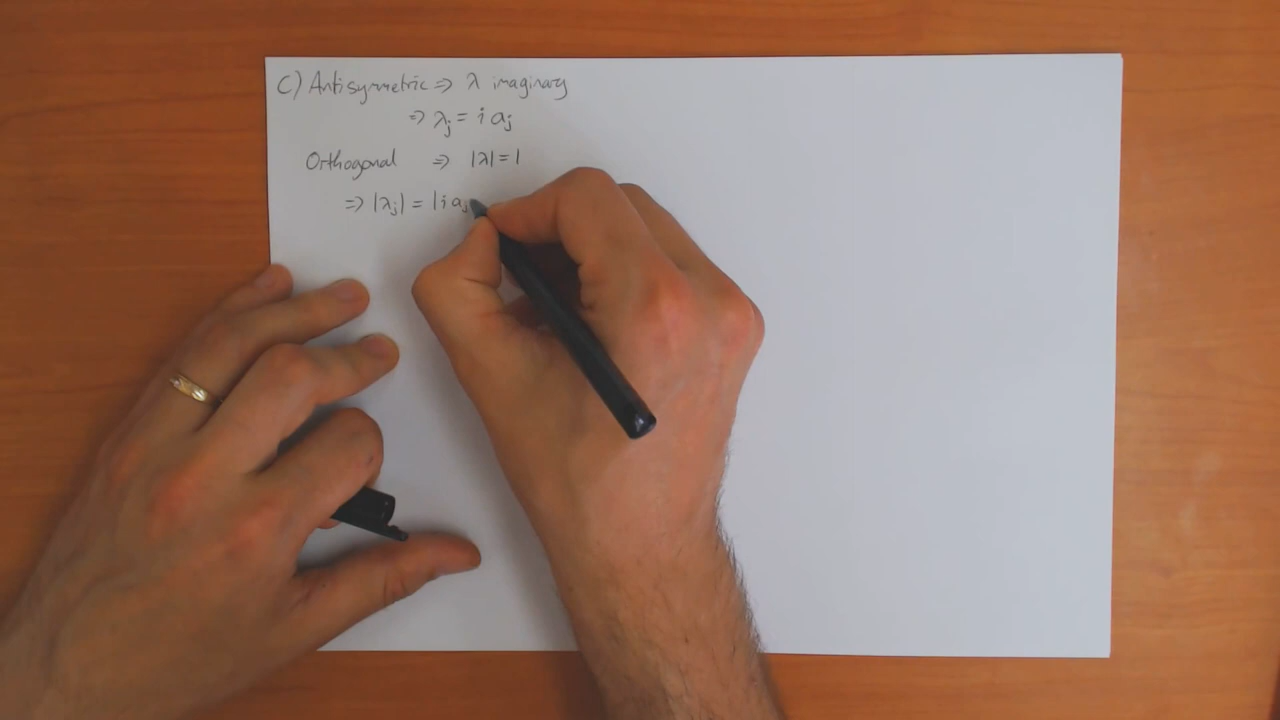 C) Antisymmetric ⇒ λ imaginary
⇒ λⱼ = i aⱼ
Orthogonal ⇒ |λ| = 1
⇒ |λⱼ| = |i aⱼ